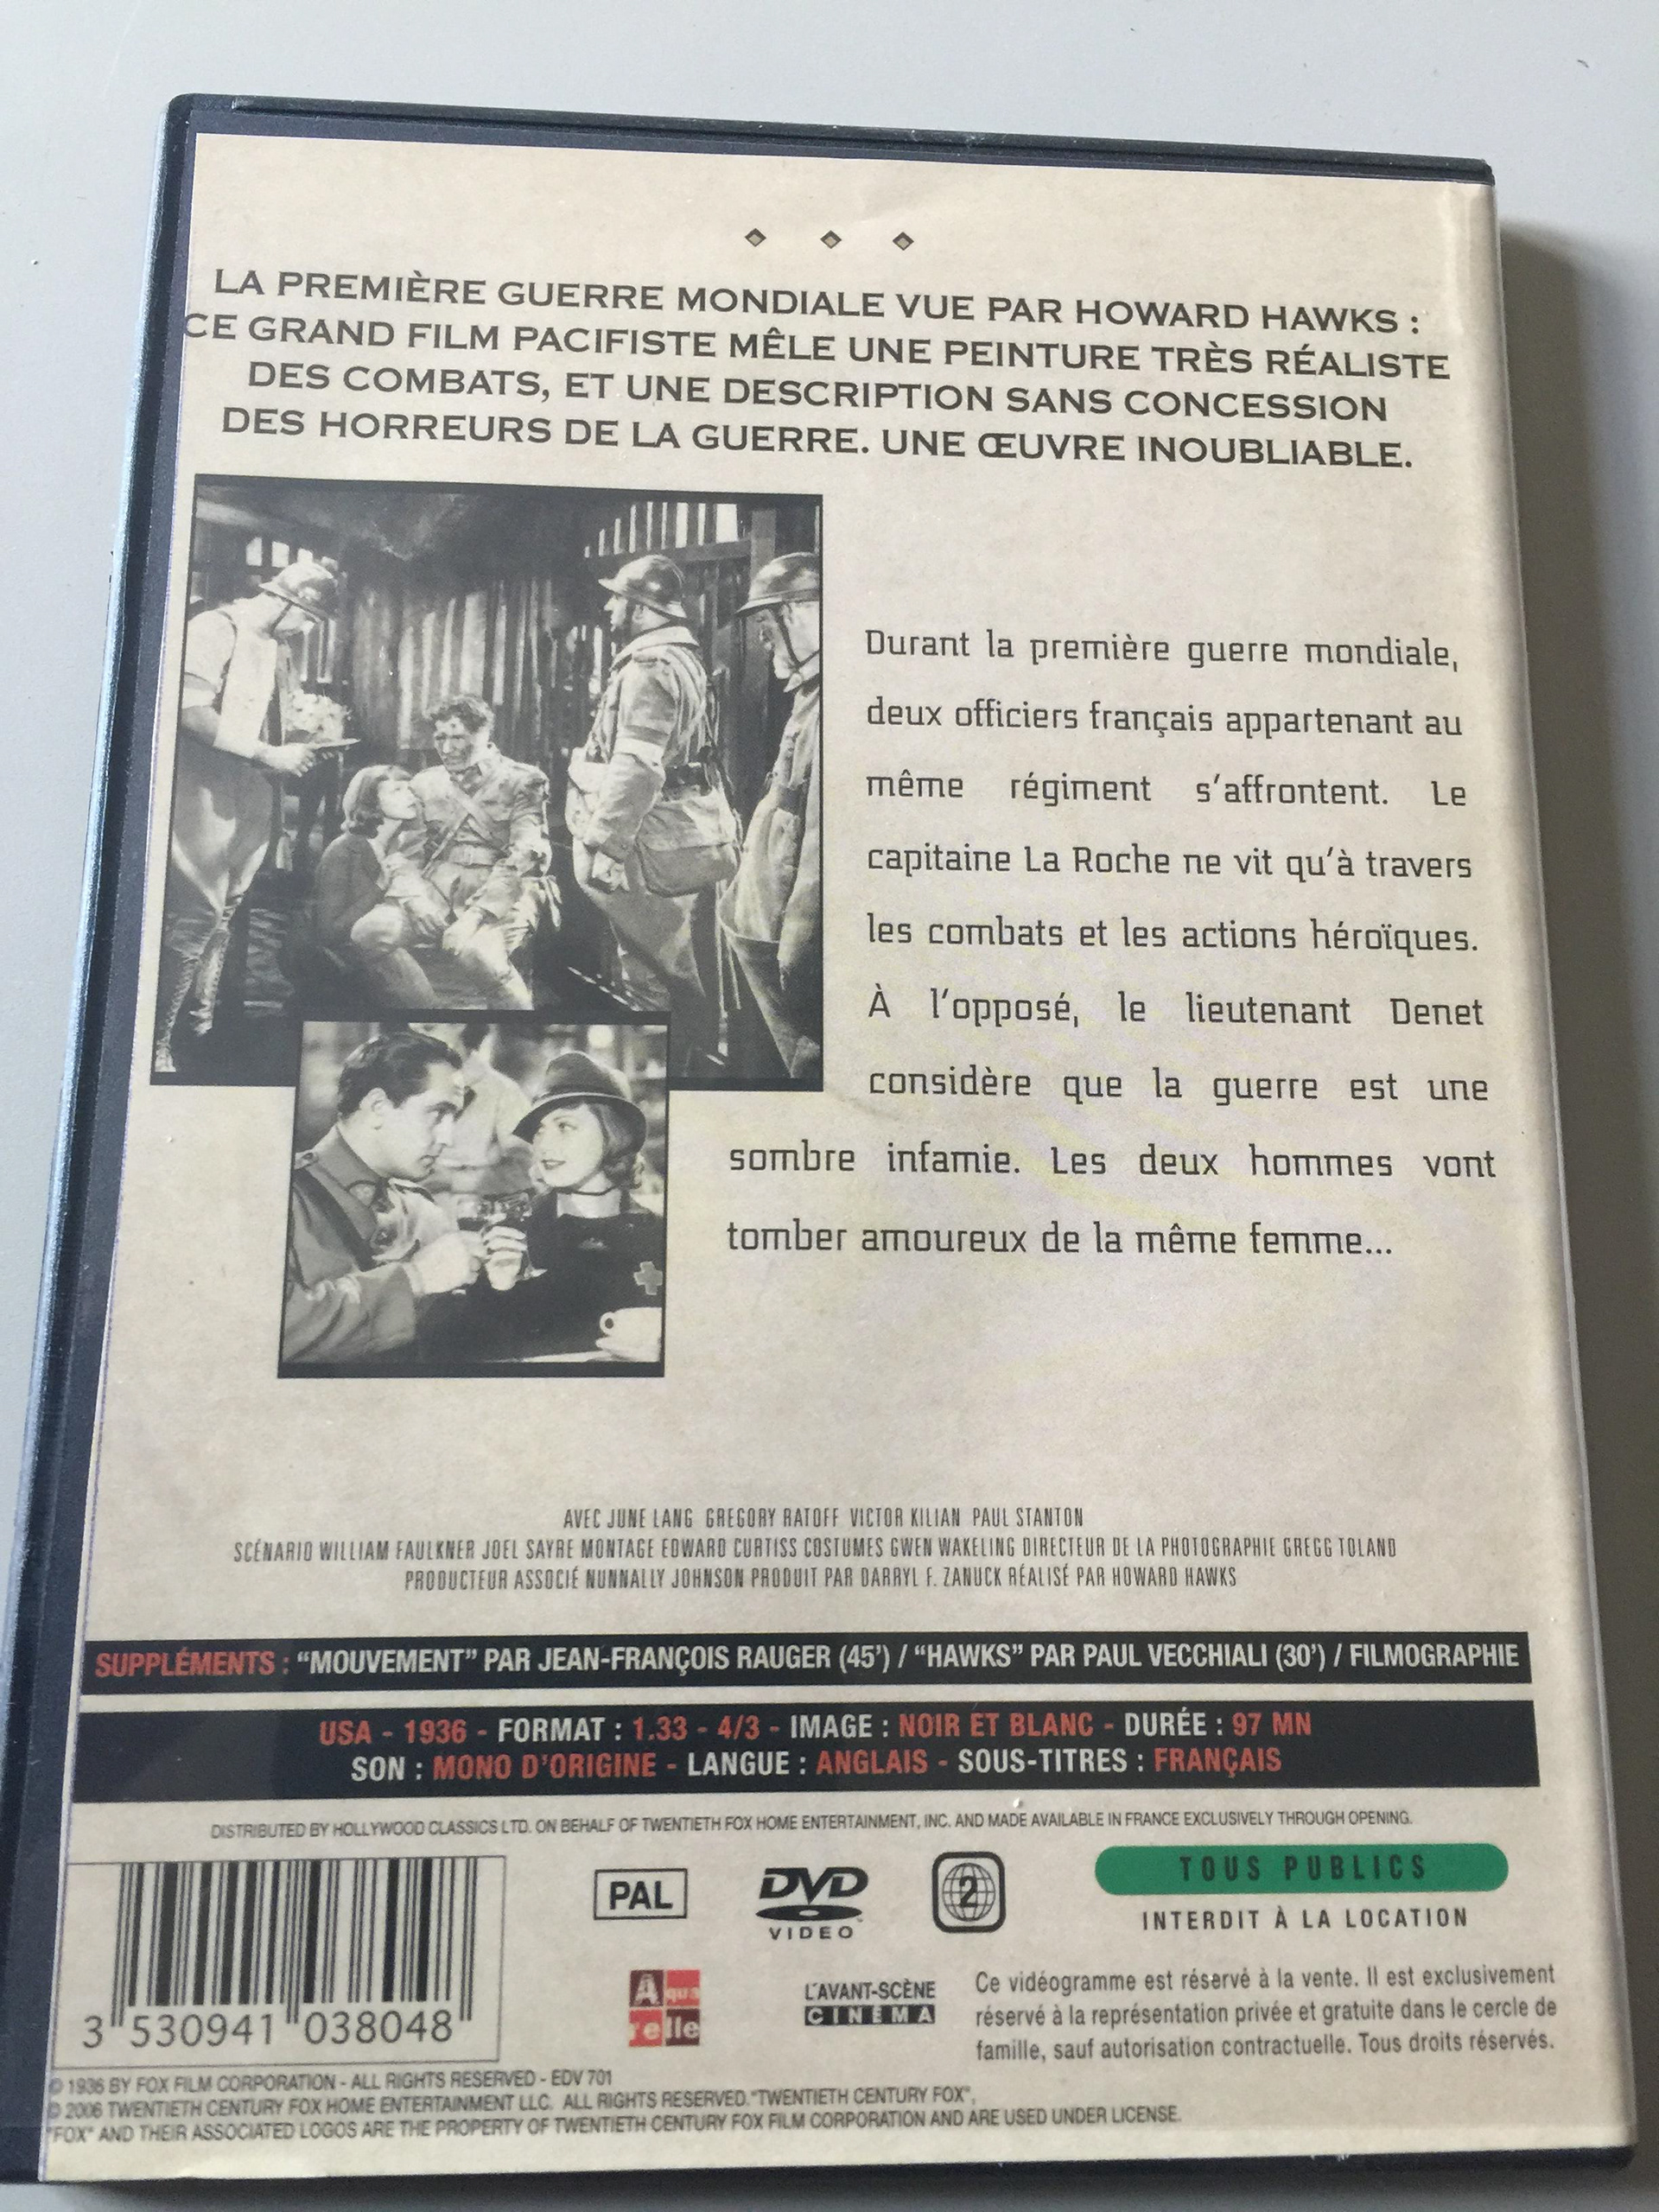 LA PREMIÈRE GUERRE MONDIALE VUE PAR HOWARD HAWKS :
CE GRAND FILM PACIFISTE MÊLE UNE PEINTURE TRÈS RÉALISTE
DES COMBATS, ET UNE DESCRIPTION SANS CONCESSION
DES HORREURS DE LA GUERRE. UNE ŒUVRE INOUBLIABLE.
Durant la première guerre mondiale,
deux officiers français appartenant au
même régiment s'affrontent. Le
capitaine La Roche ne vit qu'à travers
les combats et les actions héroïques.
À l'opposé, le lieutenant Denet
considère que la guerre est une
sombre infamie. Les deux hommes vont
tomber amoureux de la même femme...
AVEC JUNE LANG GREGORY RATOFF VICTOR KILIAN PAUL STANTON
SCÉNARIO WILLIAM FAULKNER JOEL SAYRE MONTAGE EDWARD CURTISS COSTUMES GWEN WAKELING DIRECTEUR DE LA PHOTOGRAPHIE GREGG TOLAND
PRODUCTEUR ASSOCIÉ NUNNALLY JOHNSON PRODUIT PAR DARRYL F. ZANUCK RÉALISÉ PAR HOWARD HAWKS
SUPPLÉMENTS : “MOUVEMENT” PAR JEAN-FRANÇOIS RAUGER (45') / “HAWKS” PAR PAUL VECCHIALI (30') / FILMOGRAPHIE
USA - 1936 - FORMAT : 1.33 - 4/3 - IMAGE : NOIR ET BLANC - DURÉE : 97 MN
SON : MONO D'ORIGINE - LANGUE : ANGLAIS - SOUS-TITRES : FRANÇAIS
DISTRIBUTED BY HOLLYWOOD CLASSICS LTD. ON BEHALF OF TWENTIETH FOX HOME ENTERTAINMENT, INC. AND MADE AVAILABLE IN FRANCE EXCLUSIVELY THROUGH OPENING.
PAL
DVD
VIDEO
2
TOUS PUBLICS
INTERDIT À LA LOCATION
3 530941 038048
Aqua
relle
L'AVANT-SCÈNE
CINÉMA
Ce vidéogramme est réservé à la vente. Il est exclusivement
réservé à la représentation privée et gratuite dans le cercle de
famille, sauf autorisation contractuelle. Tous droits réservés.
© 1936 BY FOX FILM CORPORATION - ALL RIGHTS RESERVED - EDV 701
© 2006 TWENTIETH CENTURY FOX HOME ENTERTAINMENT LLC. ALL RIGHTS RESERVED. "TWENTIETH CENTURY FOX",
"FOX" AND THEIR ASSOCIATED LOGOS ARE THE PROPERTY OF TWENTIETH CENTURY FOX FILM CORPORATION AND ARE USED UNDER LICENSE.